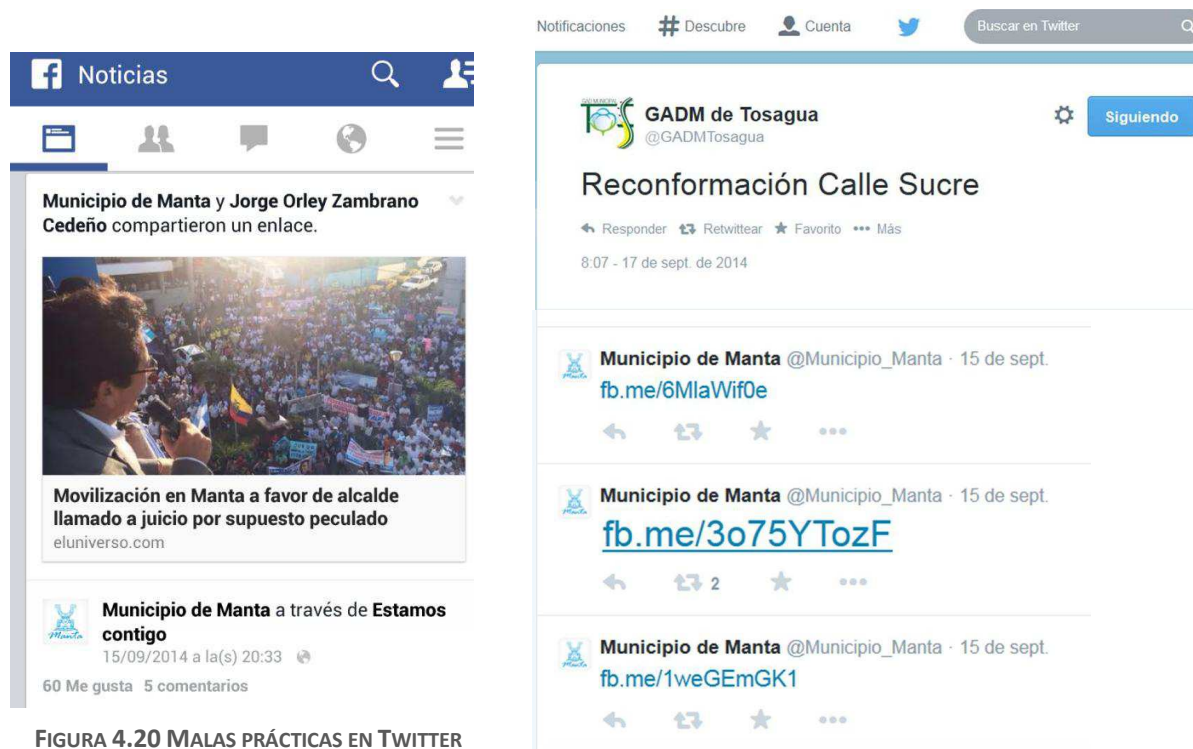 Noticias
Municipio de Manta y Jorge Orley Zambrano
Cedeño compartieron un enlace.
Movilización en Manta a favor de alcalde
llamado a juicio por supuesto peculado
eluniverso.com
Manta
Municipio de Manta a través de Estamos
contigo
15/09/2014 a la(s) 20:33
60 Me gusta 5 comentarios
FIGURA 4.20 MALAS PRÁCTICAS EN TWITTER
Notificaciones # Descubre Cuenta Buscar en Twitter
GADM de Tosagua
@GADMTosagua
Siguiendo
Reconformación Calle Sucre
Responder Retwittear Favorito Más
8:07 - 17 de sept. de 2014
Municipio de Manta @Municipio_Manta · 15 de sept.
fb.me/6MlaWif0e
Municipio de Manta @Municipio_Manta · 15 de sept.
fb.me/3o75YTozF
2
Municipio de Manta @Municipio_Manta · 15 de sept.
fb.me/1weGEmGK1